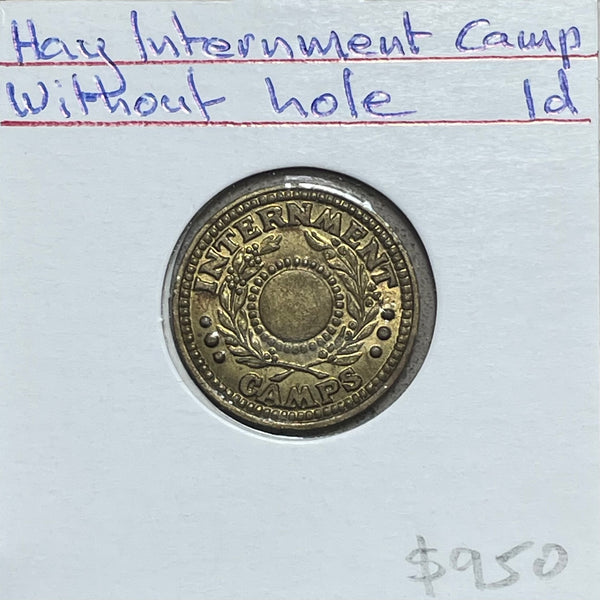 Hay Internment Camp
Without hole 1d
INTERNMENT
CAMPS
$950